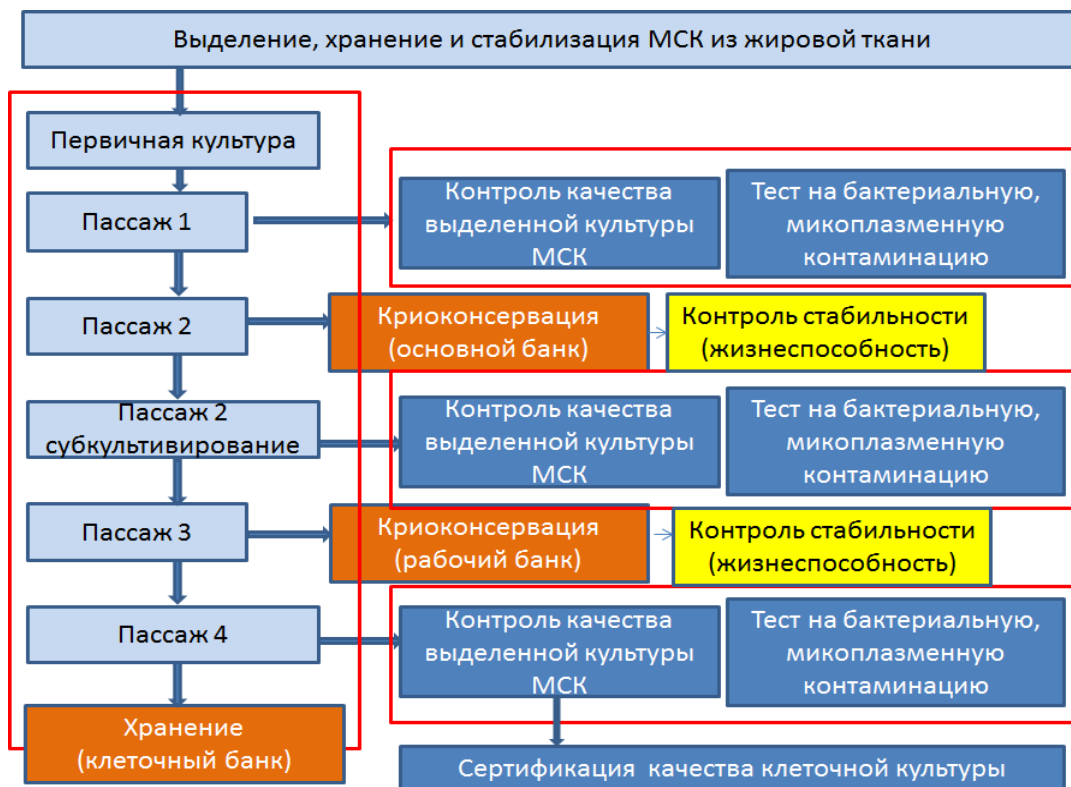 Выделение, хранение и стабилизация МСК из жировой ткани
Первичная культура
Пассаж 1
Контроль качества
выделенной культуры
МСК
Тест на бактериальную,
микоплазменную
контаминацию
Пассаж 2
Криоконсервация
(основной банк)
Контроль стабильности
(жизнеспособность)
Пассаж 2
субкультивирование
Контроль качества
выделенной культуры
МСК
Тест на бактериальную,
микоплазменную
контаминацию
Пассаж 3
Криоконсервация
(рабочий банк)
Контроль стабильности
(жизнеспособность)
Пассаж 4
Контроль качества
выделенной культуры
МСК
Тест на бактериальную,
микоплазменную
контаминацию
Хранение
(клеточный банк)
Сертификация качества клеточной культуры